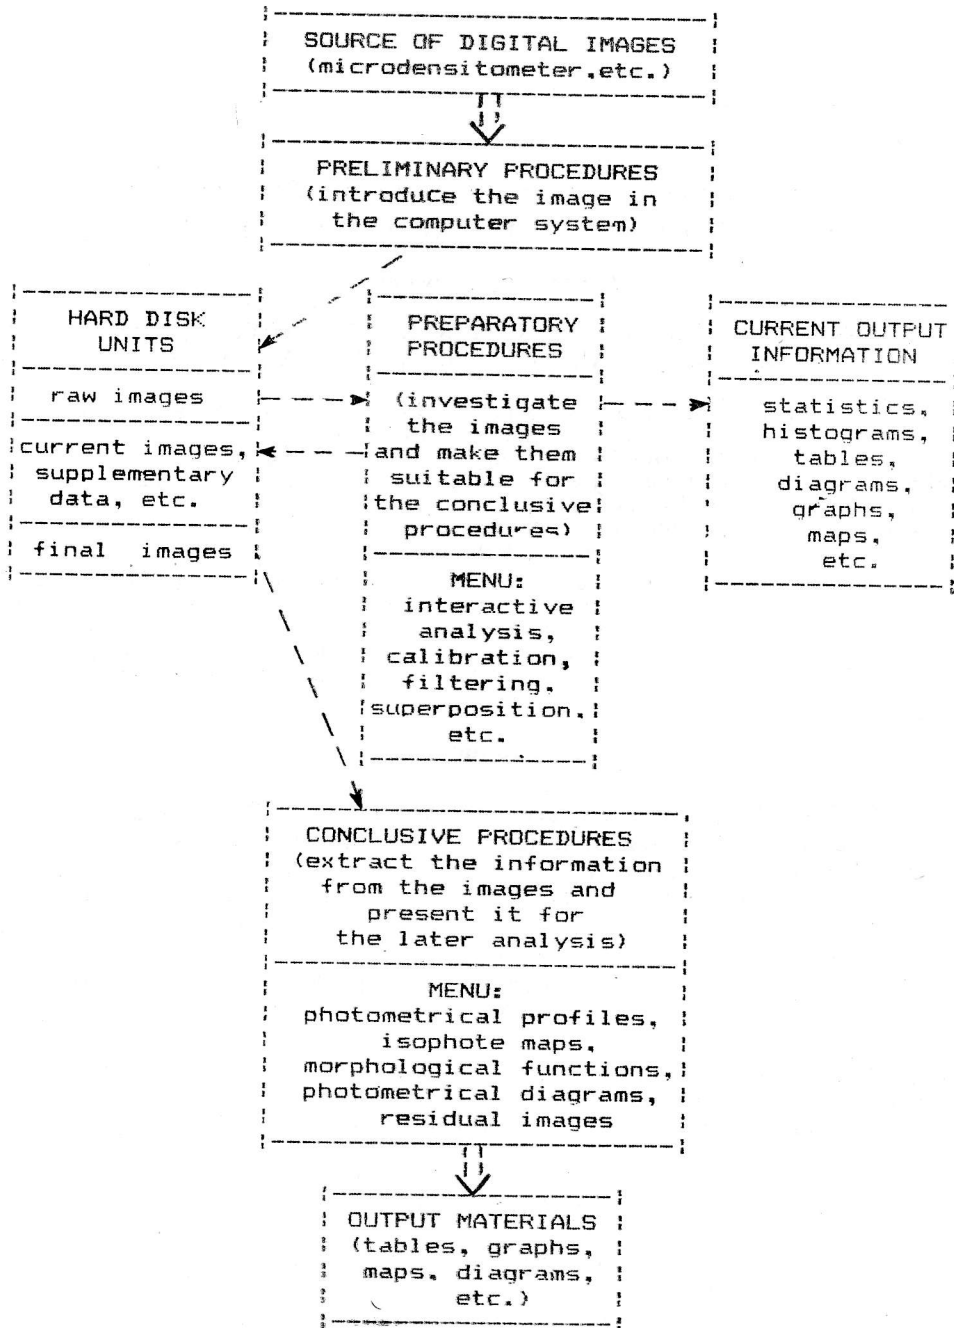 SOURCE OF DIGITAL IMAGES
(microdensitometer.etc.)
PRELIMINARY PROCEDURES
(introduce the image in
the computer system)
HARD DISK
UNITS
raw images
current images,
supplementary
data, etc.
final images
PREPARATORY
PROCEDURES
(investigate
the images
and make them
suitable for
the conclusive
procedures)
MENU:
interactive
analysis,
calibration,
filtering.
superposition.
etc.
CURRENT OUTPUT
INFORMATION
statistics,
histograms,
tables,
diagrams,
graphs,
maps,
etc.
CONCLUSIVE PROCEDURES
(extract the information
from the images and
present it for
the later analysis)
MENU:
photometrical profiles,
isophote maps,
morphological functions,
photometrical diagrams,
residual images
OUTPUT MATERIALS
(tables, graphs,
maps, diagrams,
etc.)